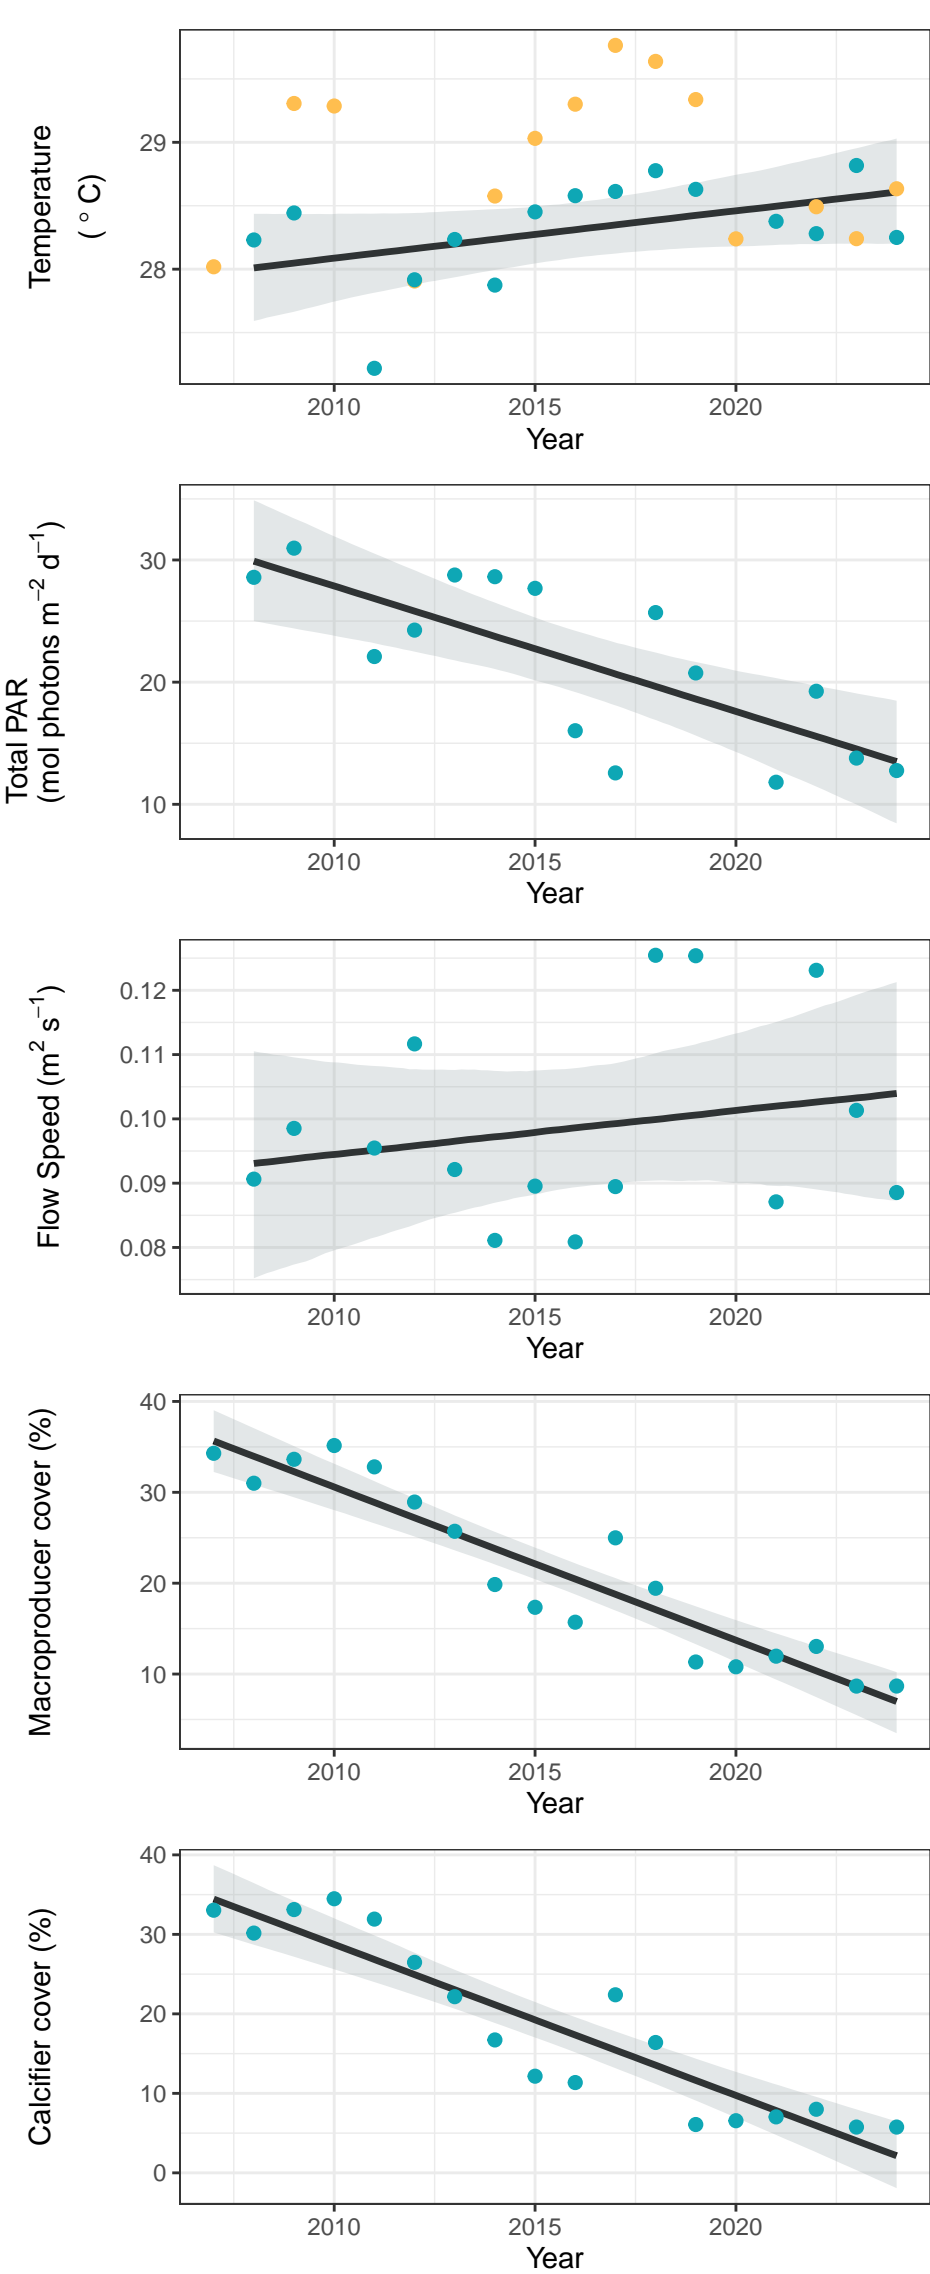 Temperature
( ° C)
29
28
2010 2015 2020
Year
Total PAR
(mol photons m⁻² d⁻¹)
30
20
10
2010 2015 2020
Year
Flow Speed (m² s⁻¹)
0.12
0.11
0.10
0.09
0.08
2010 2015 2020
Year
Macroproducer cover (%)
40
30
20
10
2010 2015 2020
Year
Calcifier cover (%)
40
30
20
10
0
2010 2015 2020
Year